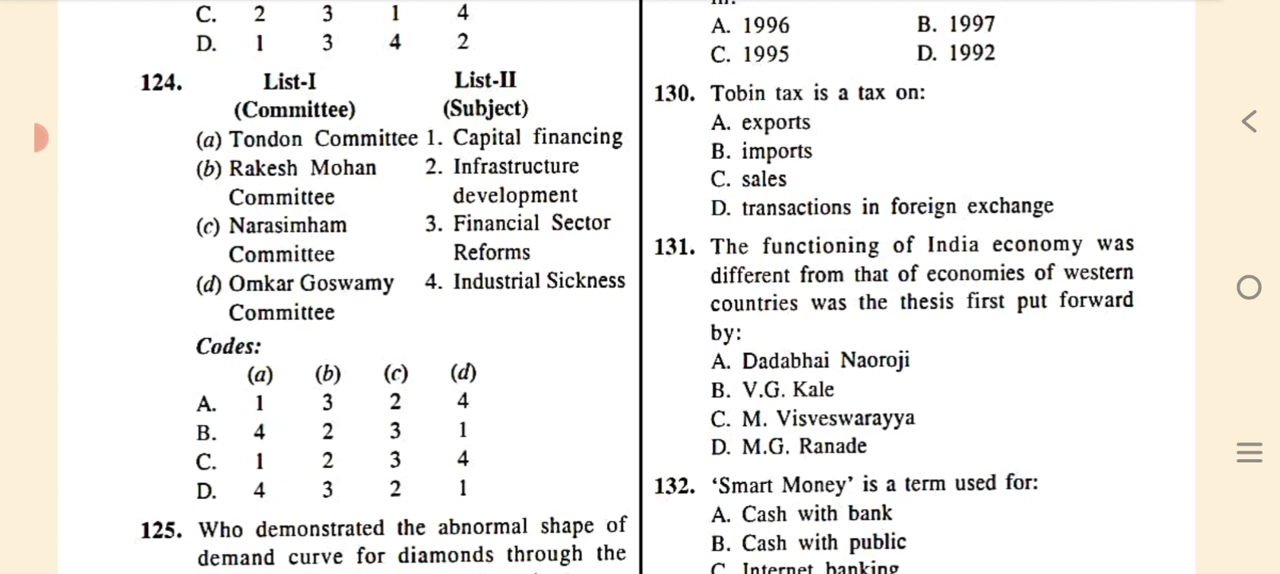 C. 2 3 1 4
D. 1 3 4 2
124. List-I List-II
(Committee) (Subject)
(a) Tondon Committee 1. Capital financing
(b) Rakesh Mohan 2. Infrastructure
Committee development
(c) Narasimham 3. Financial Sector
Committee Reforms
(d) Omkar Goswamy 4. Industrial Sickness
Committee
Codes:
(a) (b) (c) (d)
A. 1 3 2 4
B. 4 2 3 1
C. 1 2 3 4
D. 4 3 2 1
125. Who demonstrated the abnormal shape of
demand curve for diamonds through the
A. 1996 B. 1997
C. 1995 D. 1992
130. Tobin tax is a tax on:
A. exports
B. imports
C. sales
D. transactions in foreign exchange
131. The functioning of India economy was
different from that of economies of western
countries was the thesis first put forward
by:
A. Dadabhai Naoroji
B. V.G. Kale
C. M. Visveswarayya
D. M.G. Ranade
132. ‘Smart Money’ is a term used for:
A. Cash with bank
B. Cash with public
C. Internet banking